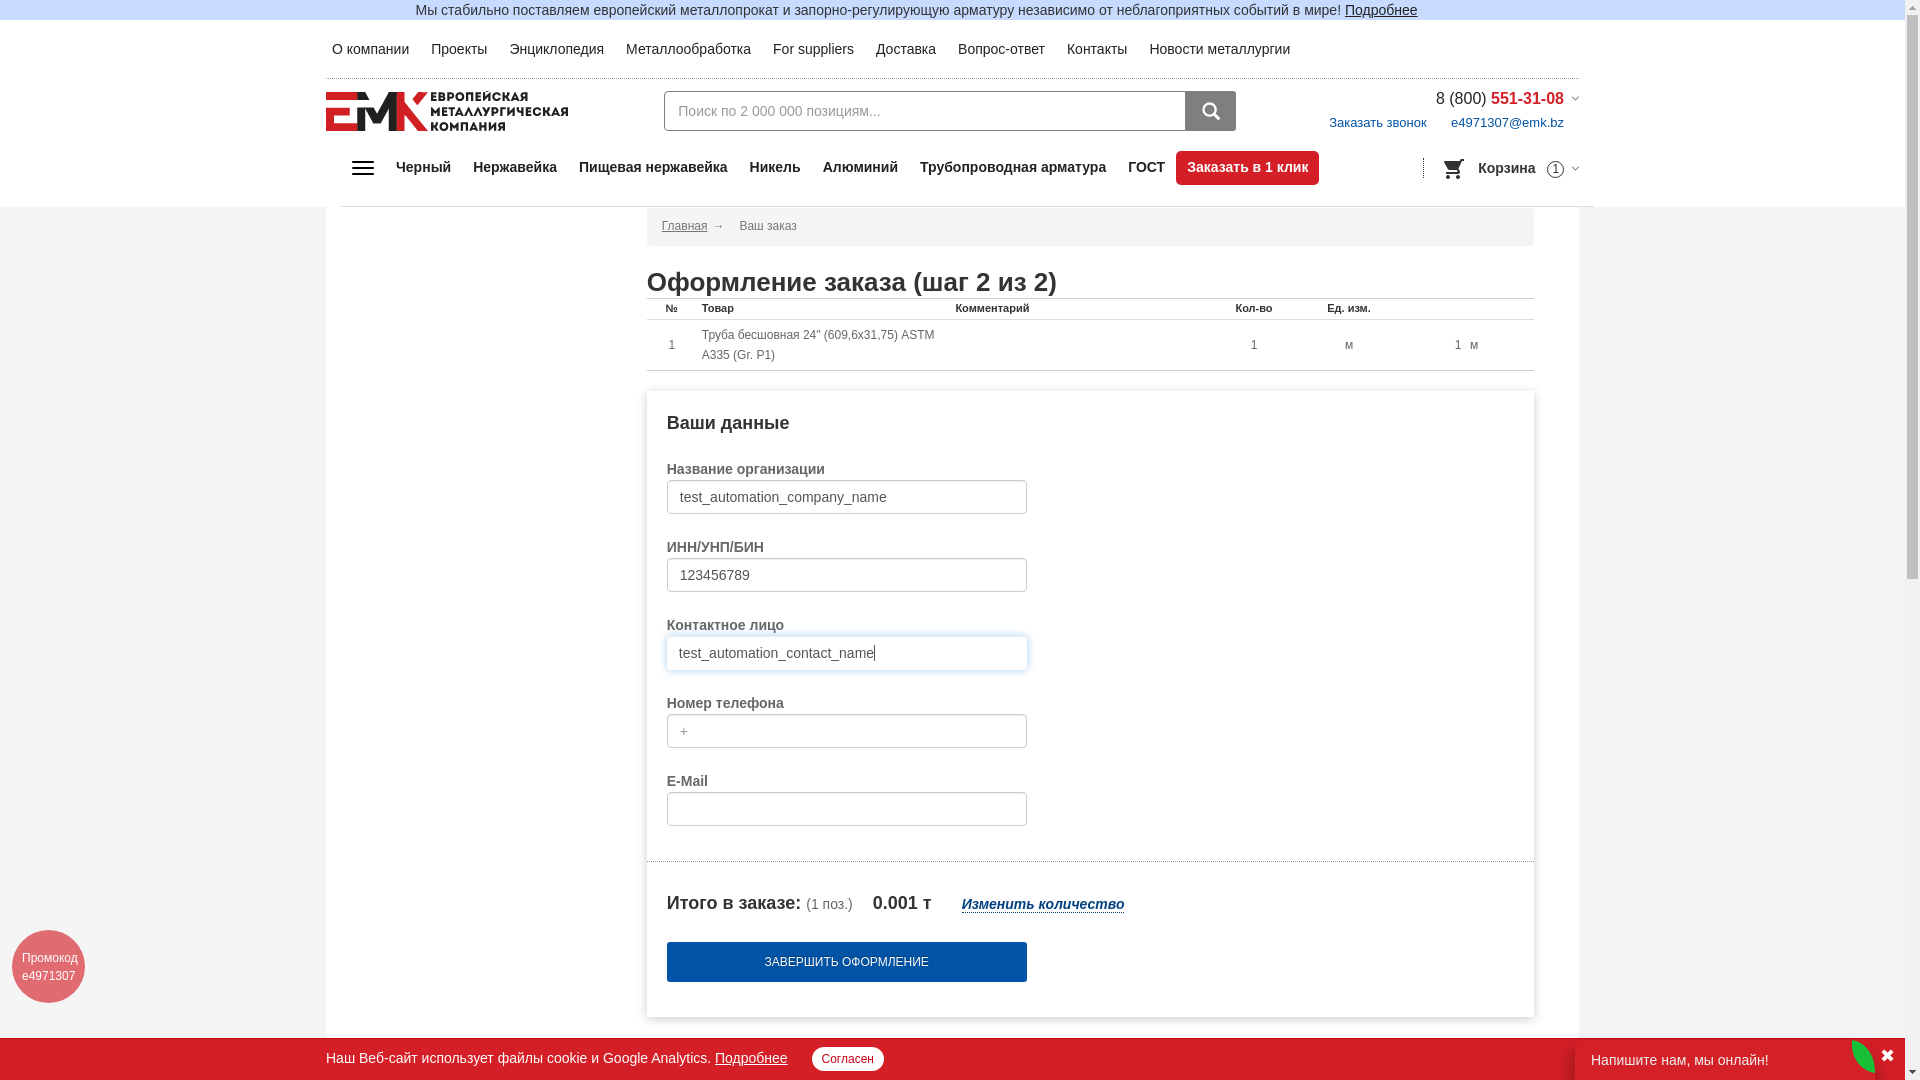 Мы стабильно поставляем европейский металлопрокат и запорно-регулирующую арматуру независимо от неблагоприятных событий в мире! Подробнее
О компании Проекты Энциклопедия Металлообработка For suppliers Доставка Вопрос-ответ Контакты Новости металлургии
ЕМК ЕВРОПЕЙСКАЯ
МЕТАЛЛУРГИЧЕСКАЯ
КОМПАНИЯ
Поиск по 2 000 000 позициям...
8 (800) 551-31-08
Заказать звонок e4971307@emk.bz
Черный Нержавейка Пищевая нержавейка Никель Алюминий Трубопроводная арматура ГОСТ Заказать в 1 клик Корзина 1
Главная → Ваш заказ
Оформление заказа (шаг 2 из 2)
№ Товар Комментарий Кол-во Ед. изм.
1 Труба бесшовная 24" (609,6x31,75) ASTM
A335 (Gr. P1) 1 м 1 м
Ваши данные
Название организации
test_automation_company_name
ИНН/УНП/БИН
123456789
Контактное лицо
test_automation_contact_name
Номер телефона
+
E-Mail
Итого в заказе: (1 поз.) 0.001 т Изменить количество
ЗАВЕРШИТЬ ОФОРМЛЕНИЕ
Промокод
e4971307
Наш Веб-сайт использует файлы cookie и Google Analytics. Подробнее Согласен
Напишите нам, мы онлайн!